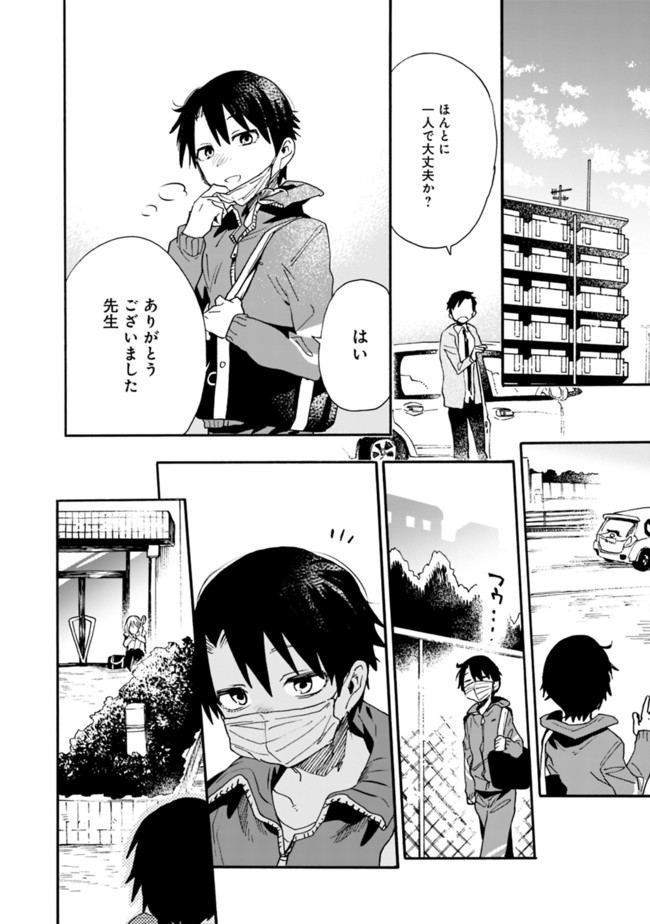 ほんとに
一人で大丈夫か?
はい
ありがとう
ございました
先生
フゥ…